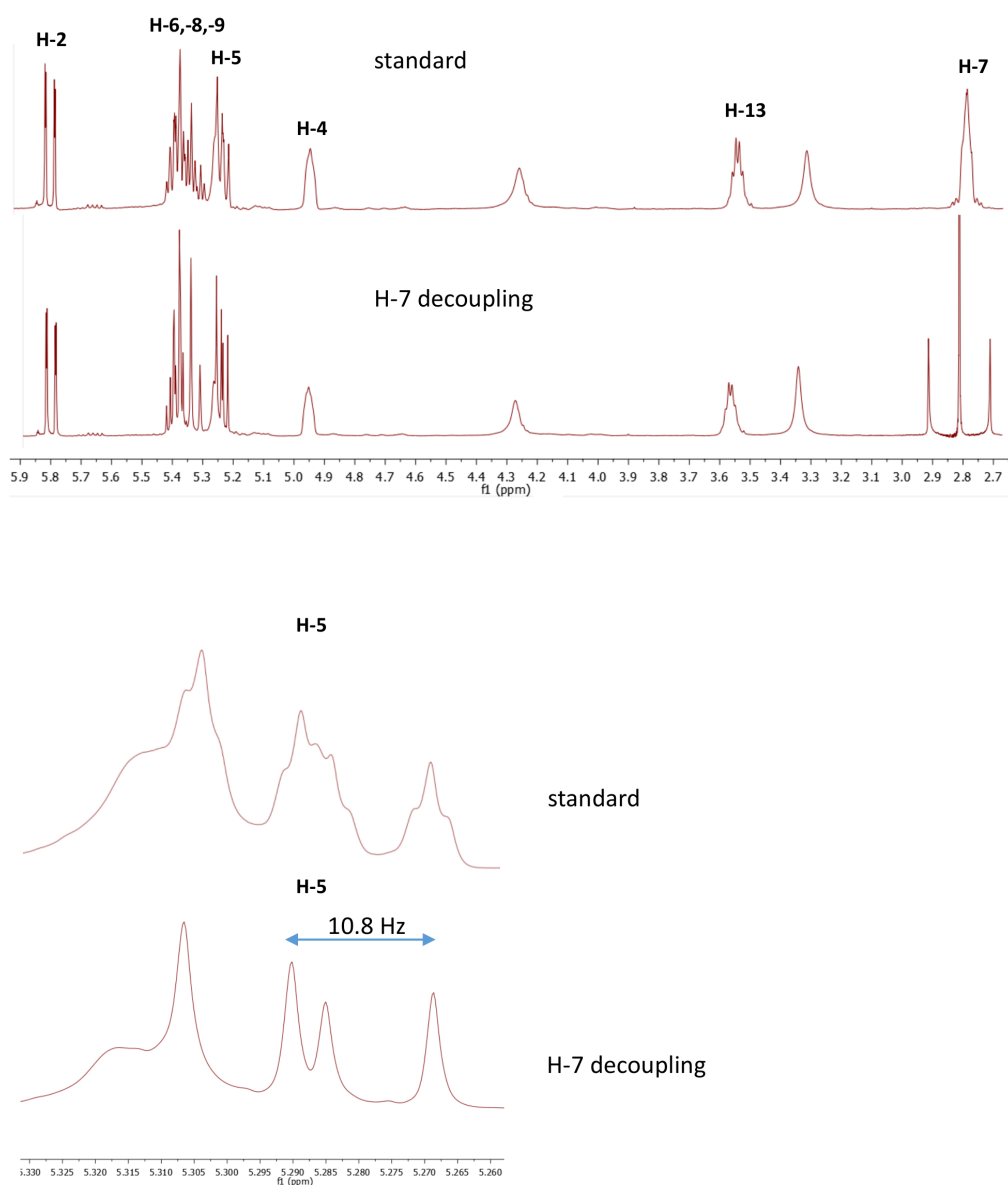 H-6,-8,-9
H-2
H-5
standard
H-7
H-13
H-4
H-7 decoupling
5.9 5.8 5.7 5.6 5.5 5.4 5.3 5.2 5.1 5.0 4.9 4.8 4.7 4.6 4.5 4.4 4.3 4.2 4.1 4.0 3.9 3.8 3.7 3.6 3.5 3.4 3.3 3.2 3.1 3.0 2.9 2.8 2.7
f1 (ppm)
H-5
standard
H-5
10.8 Hz
H-7 decoupling
5.330 5.325 5.320 5.315 5.310 5.305 5.300 5.295 5.290 5.285 5.280 5.275 5.270 5.265 5.260
f1 (ppm)